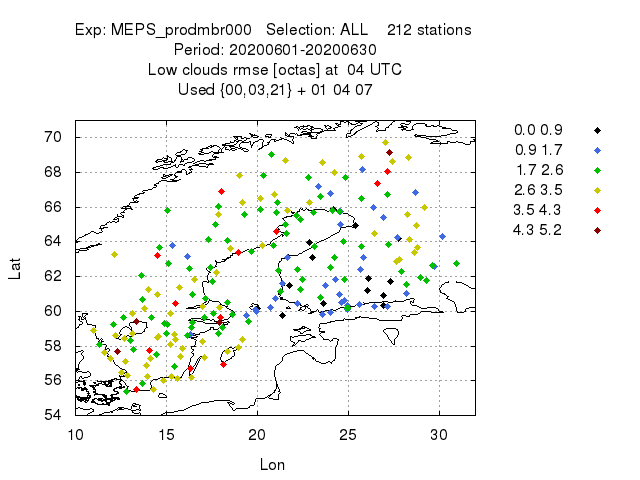 Exp: MEPS_prodmbr000 Selection: ALL 212 stations
Period: 20200601-20200630
Low clouds rmse [octas] at 04 UTC
Used {00,03,21} + 01 04 07
0.0 0.9
0.9 1.7
1.7 2.6
2.6 3.5
3.5 4.3
4.3 5.2
70
68
66
64
62
60
58
56
54
Lat
10 15 20 25 30
Lon